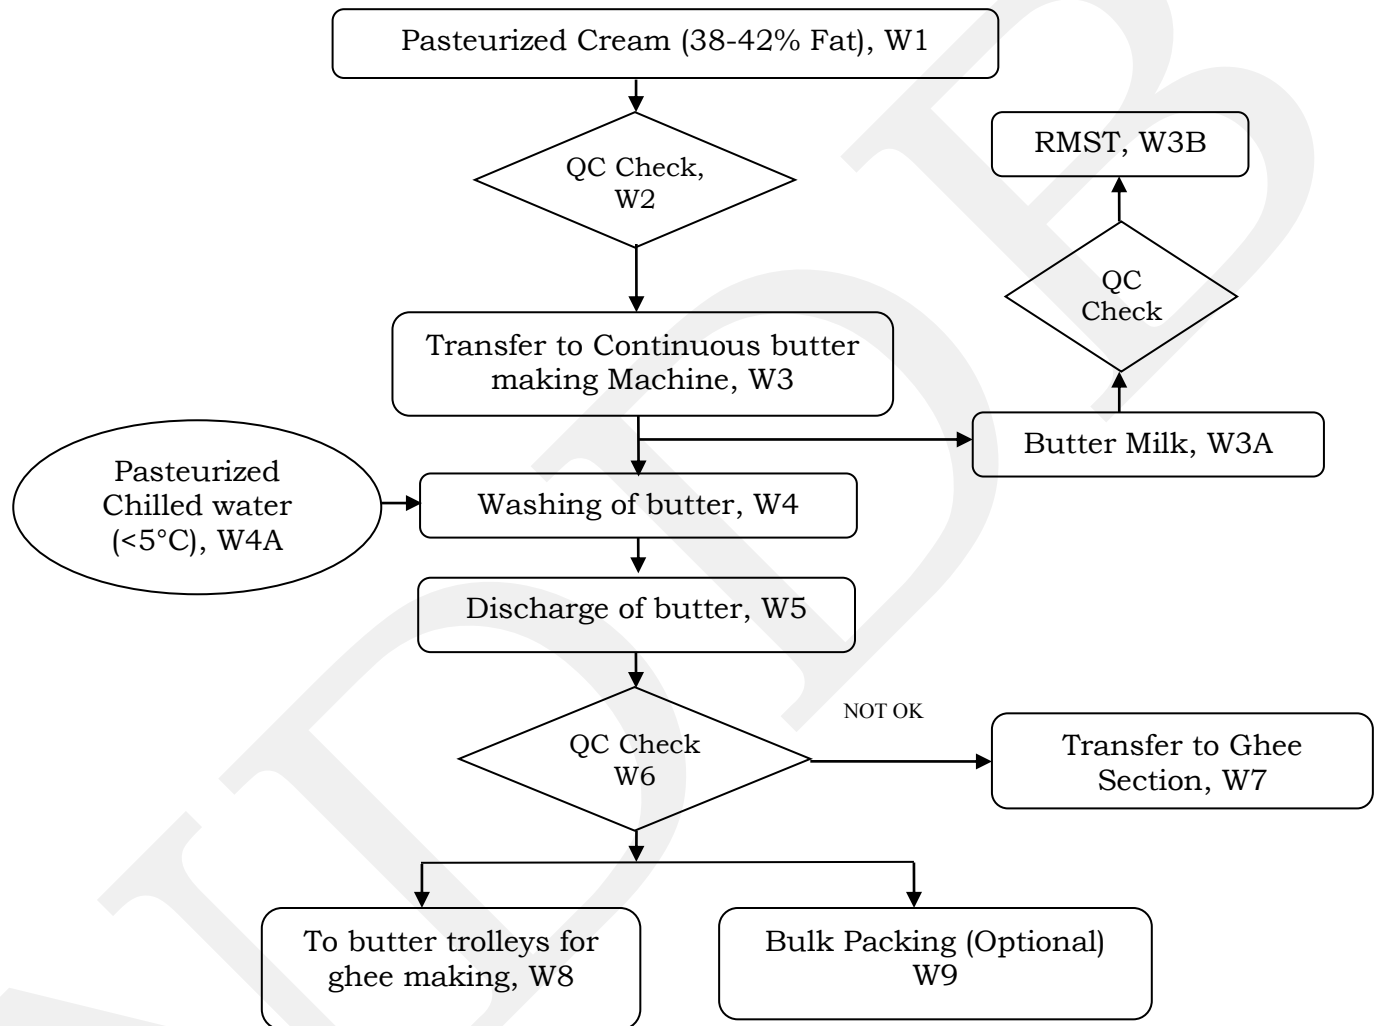 Pasteurized Cream (38-42% Fat), W1
QC Check,
W2
RMST, W3B
QC
Check
Transfer to Continuous butter
making Machine, W3
Butter Milk, W3A
Pasteurized
Chilled water
(<5°C), W4A
Washing of butter, W4
Discharge of butter, W5
QC Check
W6
NOT OK
Transfer to Ghee
Section, W7
To butter trolleys for
ghee making, W8
Bulk Packing (Optional)
W9
NDDB